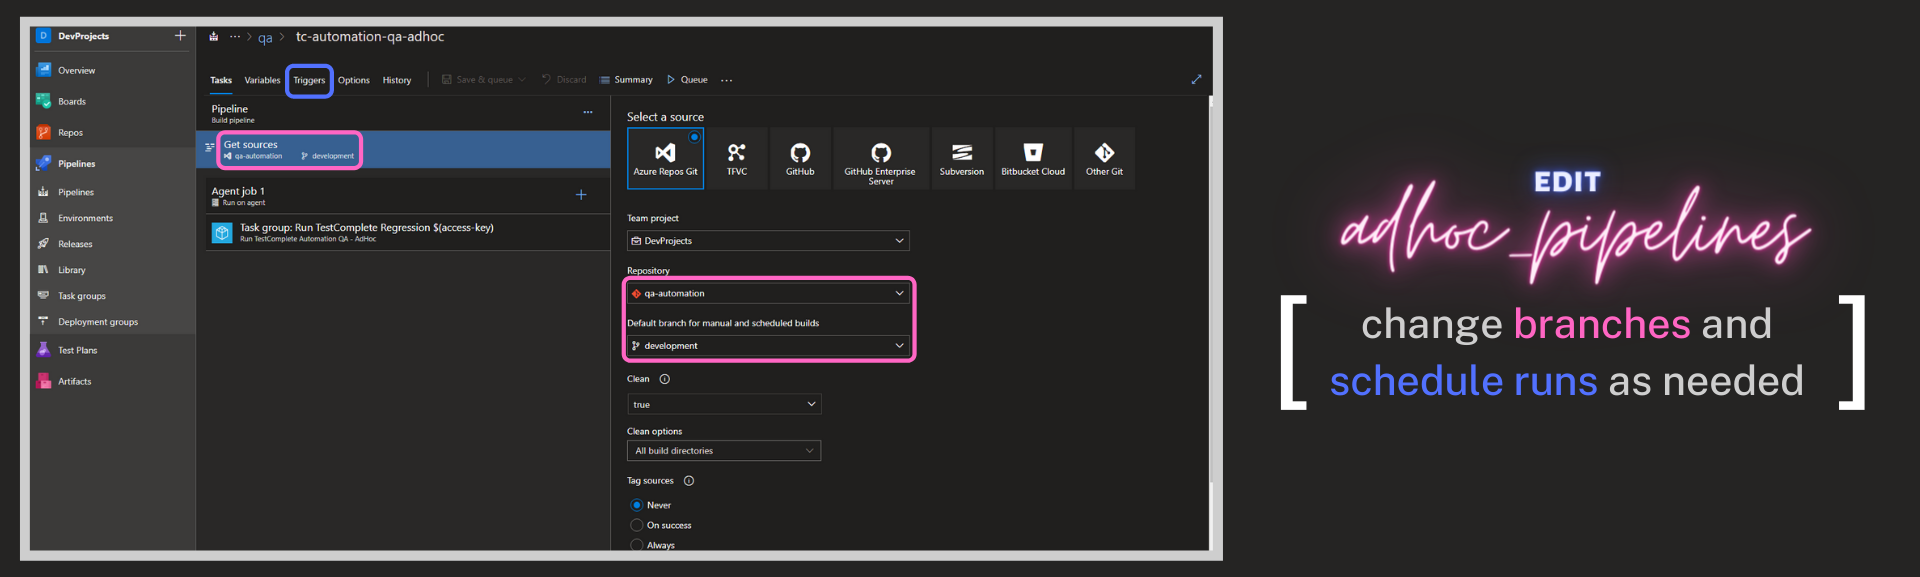 D DevProjects +
Overview
Boards
Repos
Pipelines
Pipelines
Environments
Releases
Library
Task groups
Deployment groups
Test Plans
Artifacts
... > qa > tc-automation-qa-adhoc
Tasks Variables Triggers Options History Save & queue Discard Summary Queue ...
Pipeline
Build pipeline
...
Get sources
qa-automation development
Agent job 1
Run on agent
+
Task group: Run TestComplete Regression $(access-key)
Run TestComplete Automation QA - AdHoc
Select a source
Azure Repos Git
TFVC
GitHub
GitHub Enterprise
Server
Subversion
Bitbucket Cloud
Other Git
Team project
DevProjects
Repository
qa-automation
Default branch for manual and scheduled builds
development
Clean
true
Clean options
All build directories
Tag sources
Never
On success
Always
EDIT
adhoc_pipelines
[ change branches and
schedule runs as needed ]